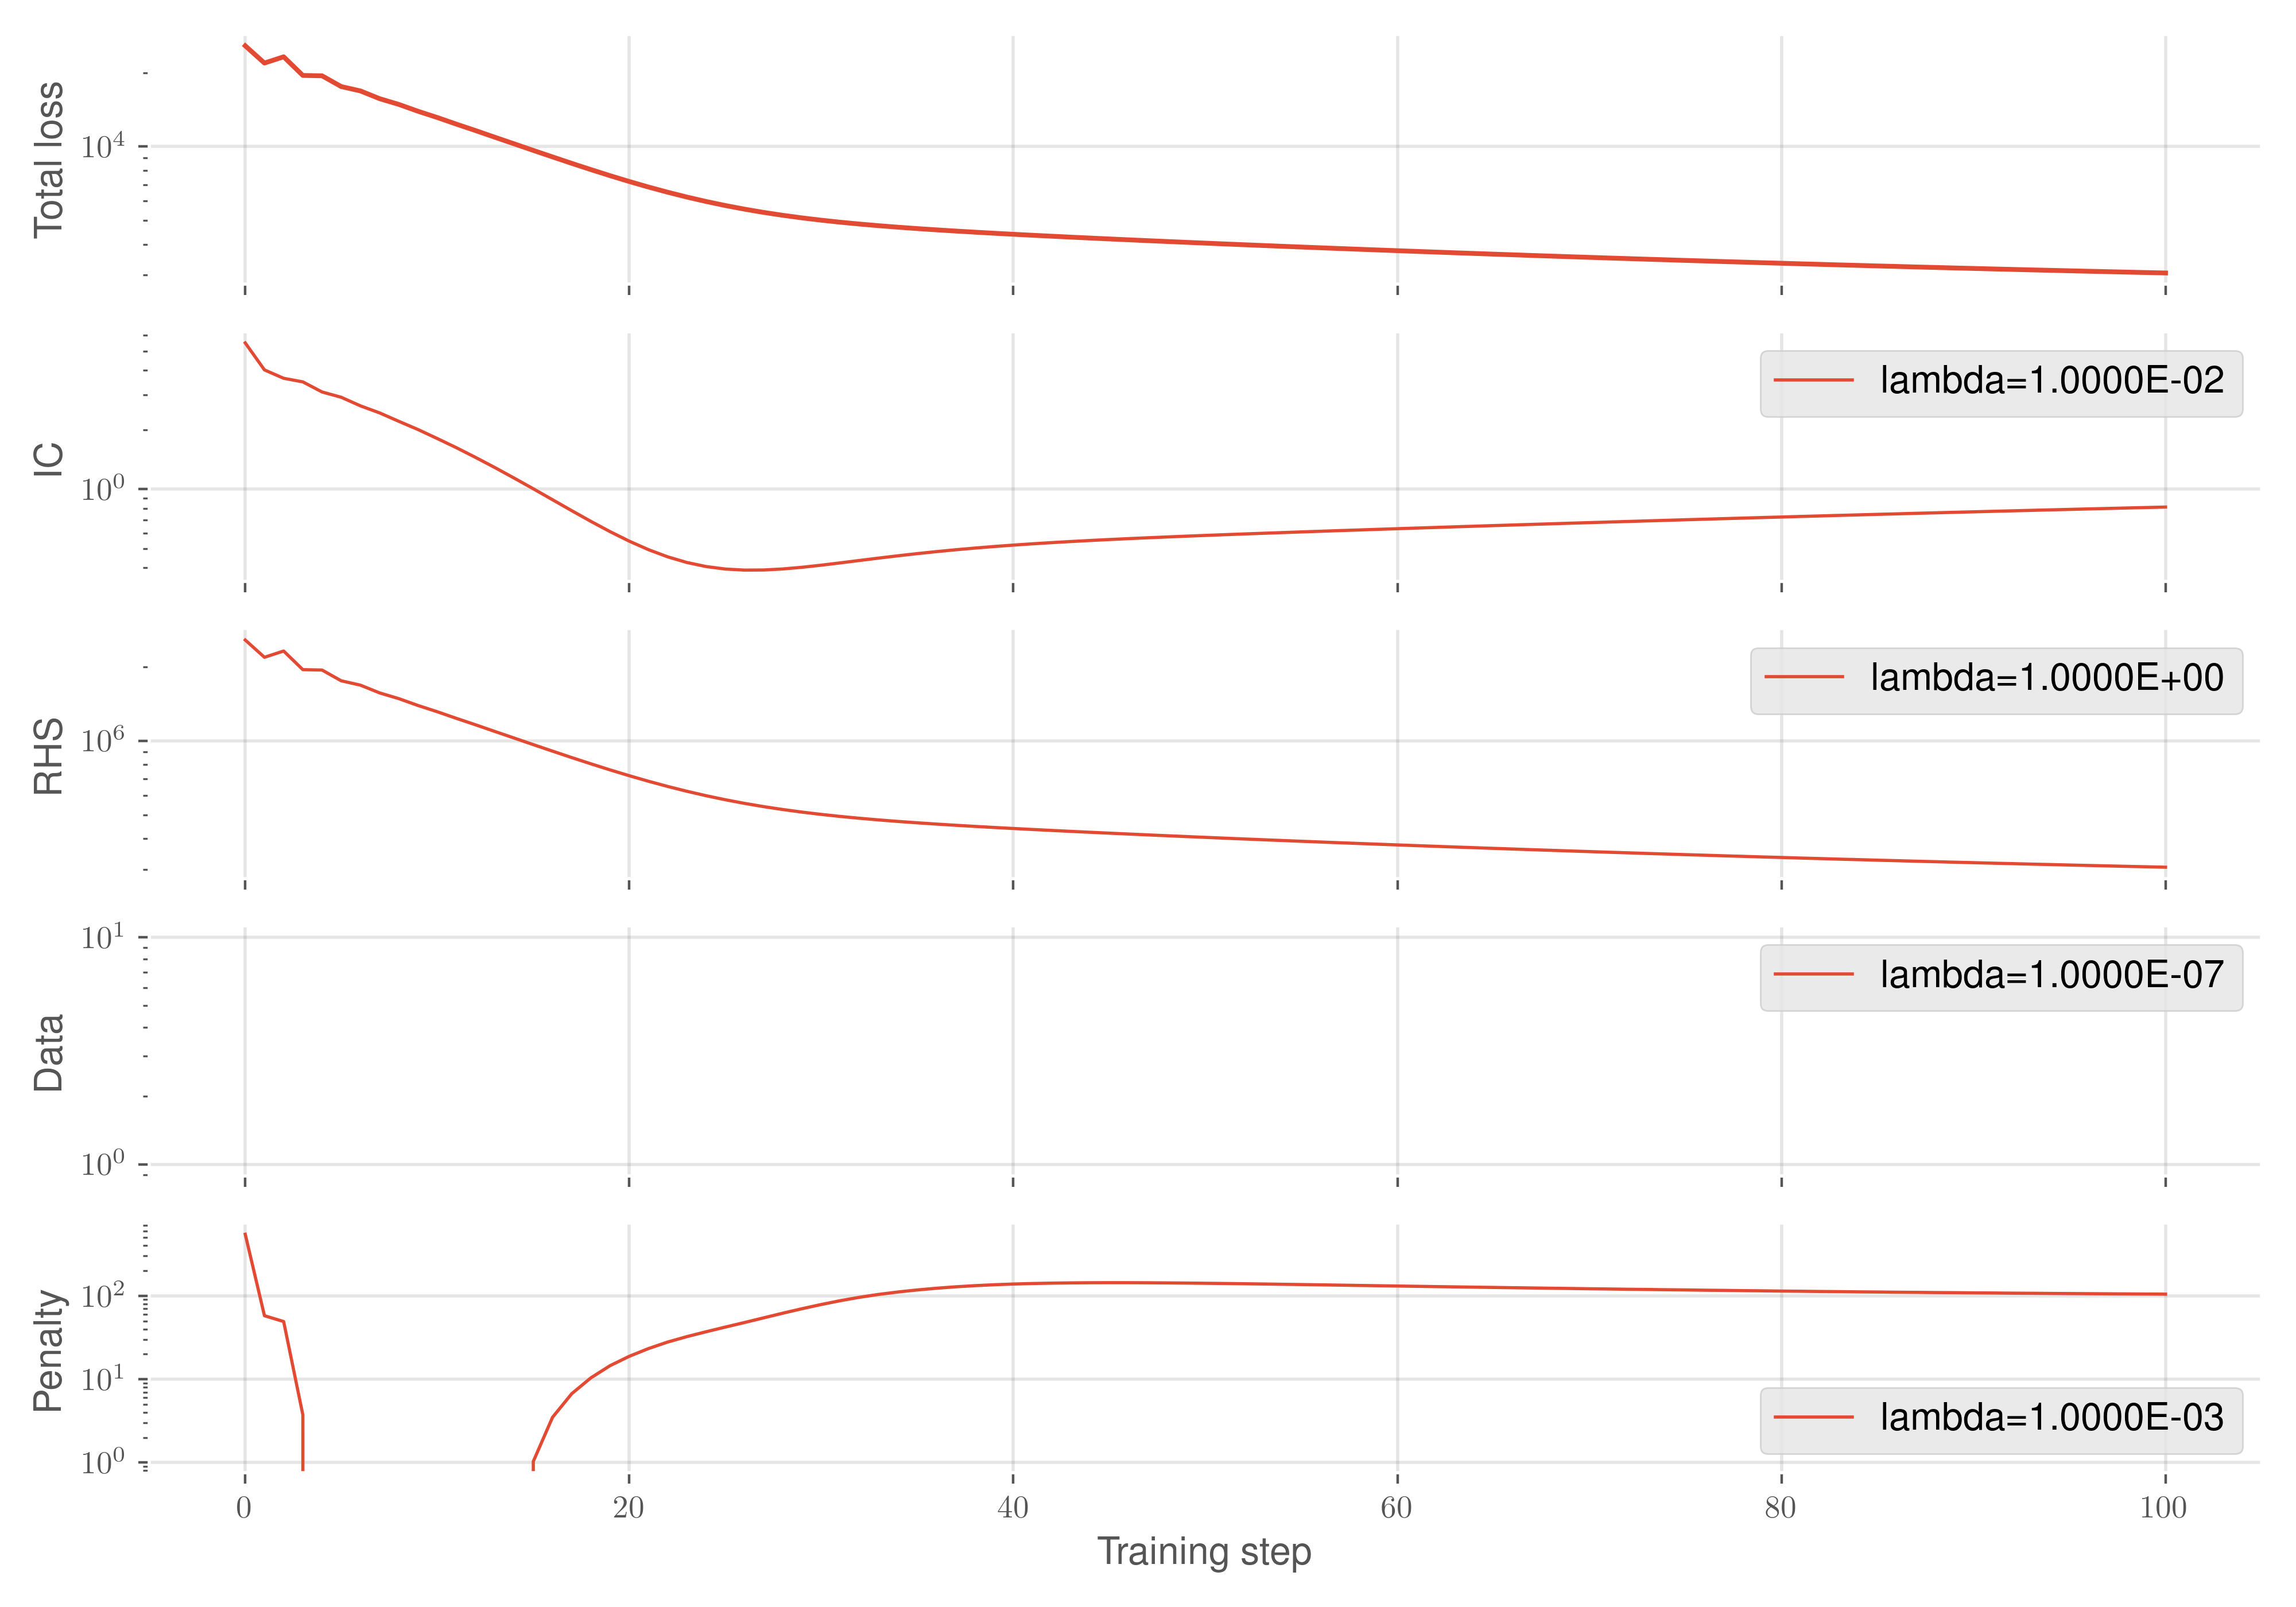 Total loss
10^4
IC
10^0
lambda=1.0000E-02
RHS
10^6
lambda=1.0000E+00
Data
10^1
10^0
lambda=1.0000E-07
Penalty
10^2
10^1
10^0
lambda=1.0000E-03
0 20 40 60 80 100
Training step